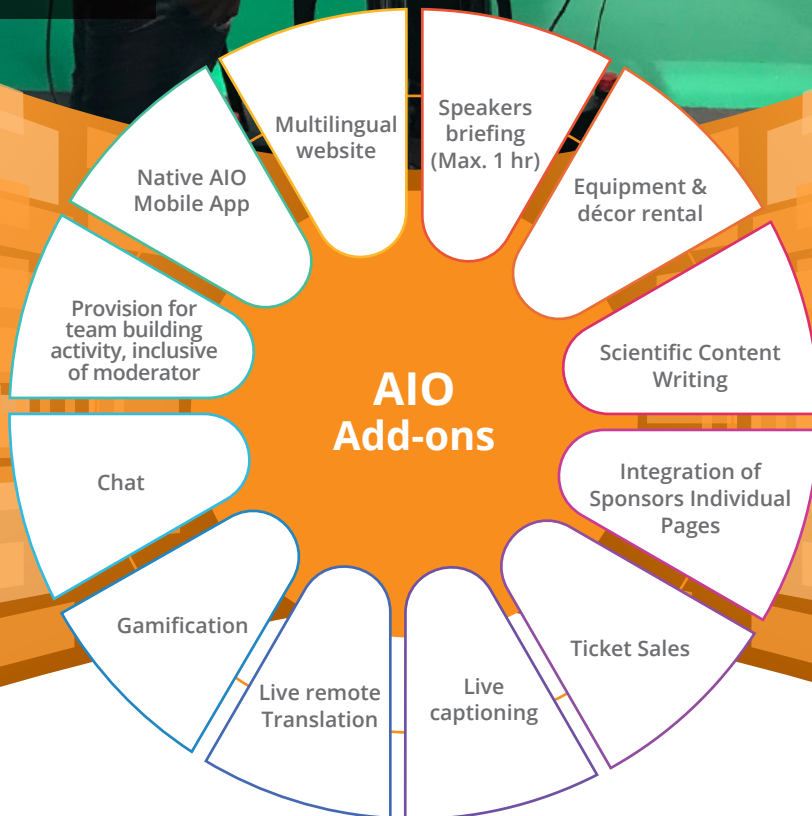 AIO
Add-ons
Speakers
briefing
(Max. 1 hr)
Equipment &
décor rental
Scientific Content
Writing
Integration of
Sponsors Individual
Pages
Ticket Sales
Live
captioning
Live remote
Translation
Gamification
Chat
Provision for
team building
activity, inclusive
of moderator
Native AIO
Mobile App
Multilingual
website